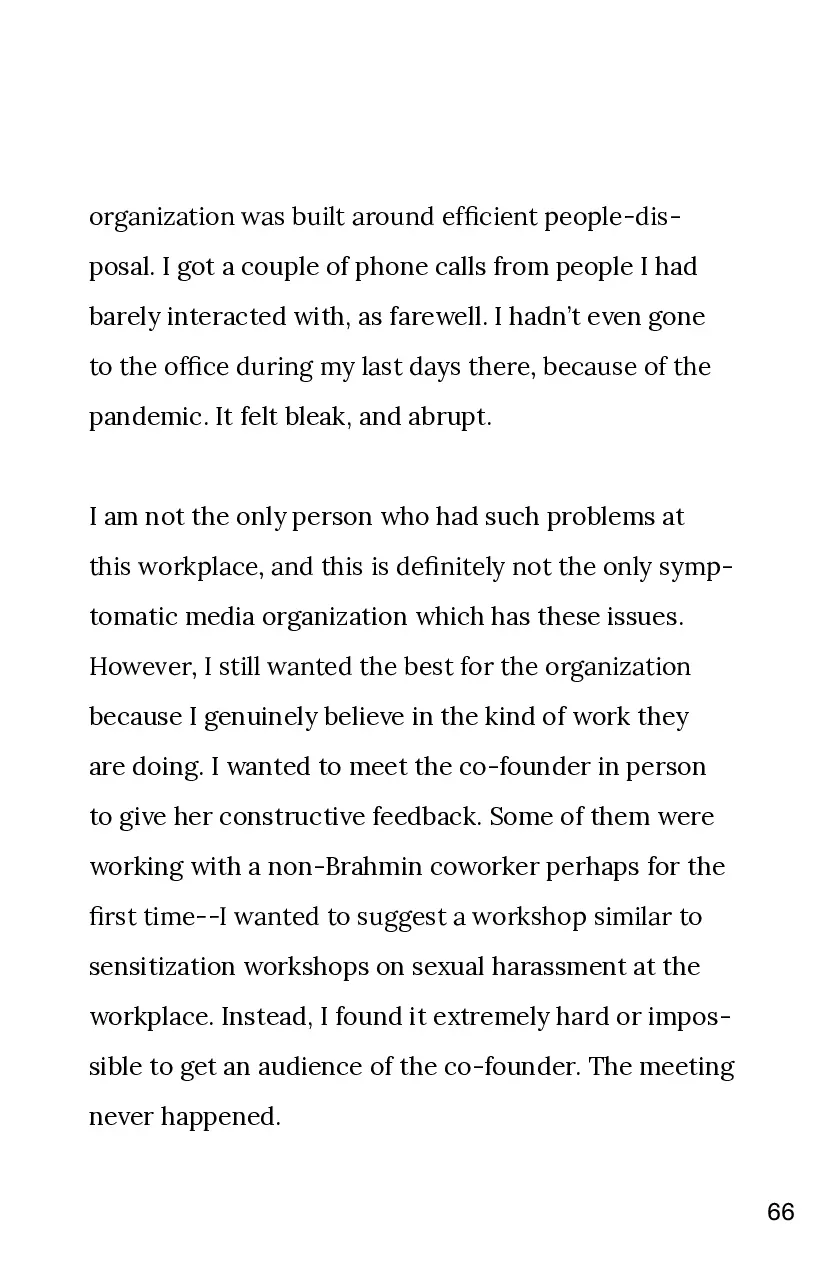 organization was built around efficient people-dis-
posal. I got a couple of phone calls from people I had
barely interacted with, as farewell. I hadn’t even gone
to the office during my last days there, because of the
pandemic. It felt bleak, and abrupt.
I am not the only person who had such problems at
this workplace, and this is definitely not the only symp-
tomatic media organization which has these issues.
However, I still wanted the best for the organization
because I genuinely believe in the kind of work they
are doing. I wanted to meet the co-founder in person
to give her constructive feedback. Some of them were
working with a non-Brahmin coworker perhaps for the
first time--I wanted to suggest a workshop similar to
sensitization workshops on sexual harassment at the
workplace. Instead, I found it extremely hard or impos-
sible to get an audience of the co-founder. The meeting
never happened.
66